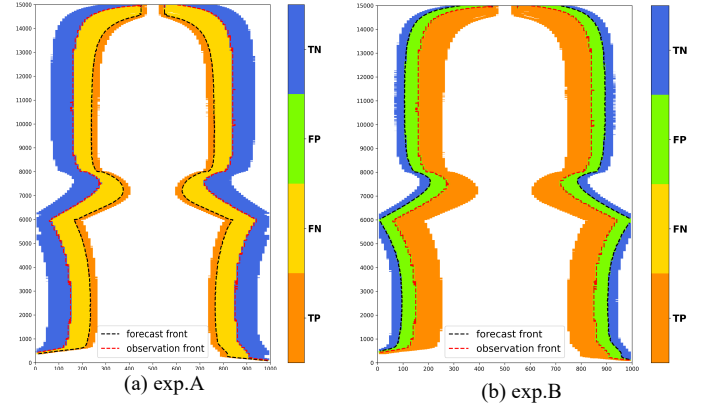 15000
14000
13000
12000
11000
10000
9000
8000
7000
6000
5000
4000
3000
2000
1000
0
0 100 200 300 400 500 600 700 800 900 1000
forecast front
observation front
TN
FP
FN
TP
(a) exp.A
15000
14000
13000
12000
11000
10000
9000
8000
7000
6000
5000
4000
3000
2000
1000
0
0 100 200 300 400 500 600 700 800 900 1000
forecast front
observation front
TN
FP
FN
TP
(b) exp.B